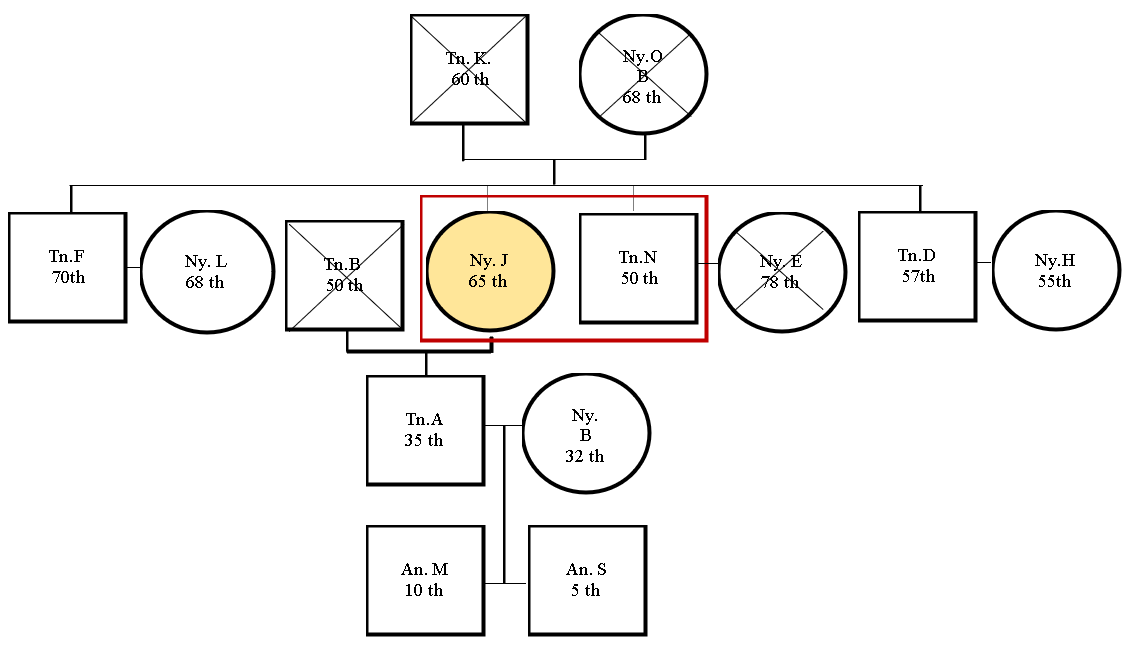 Tn. K.
60 th
Ny.O
B
68 th
Tn.F
70th
Ny. L
68 th
Tn.B
50 th
Ny. J
65 th
Tn.N
50 th
Ny. E
78 th
Tn.D
57th
Ny.H
55th
Tn.A
35 th
Ny.
B
32 th
An. M
10 th
An. S
5 th